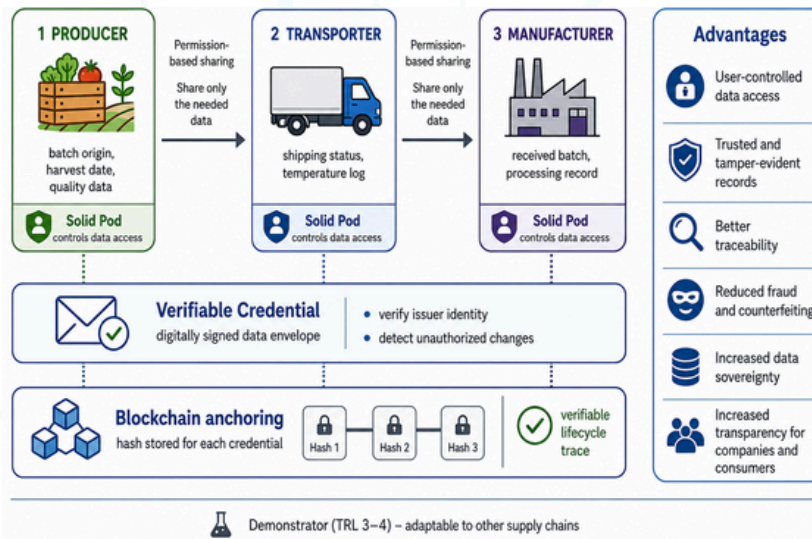 1 PRODUCER
batch origin,
harvest date,
quality data
Solid Pod
controls data access
Permission-
based sharing
Share only
the needed
data
2 TRANSPORTER
shipping status,
temperature log
Solid Pod
controls data access
Permission-
based sharing
Share only
the needed
data
3 MANUFACTURER
received batch,
processing record
Solid Pod
controls data access
Verifiable Credential
digitally signed data envelope
• verify issuer identity
• detect unauthorized changes
Blockchain anchoring
hash stored for each credential
Hash 1
Hash 2
Hash 3
verifiable
lifecycle
trace
Advantages
User-controlled
data access
Trusted and
tamper-evident
records
Better
traceability
Reduced fraud
and counterfeiting
Increased data
sovereignty
Increased
transparency for
companies and
consumers
Demonstrator (TRL 3–4) – adaptable to other supply chains